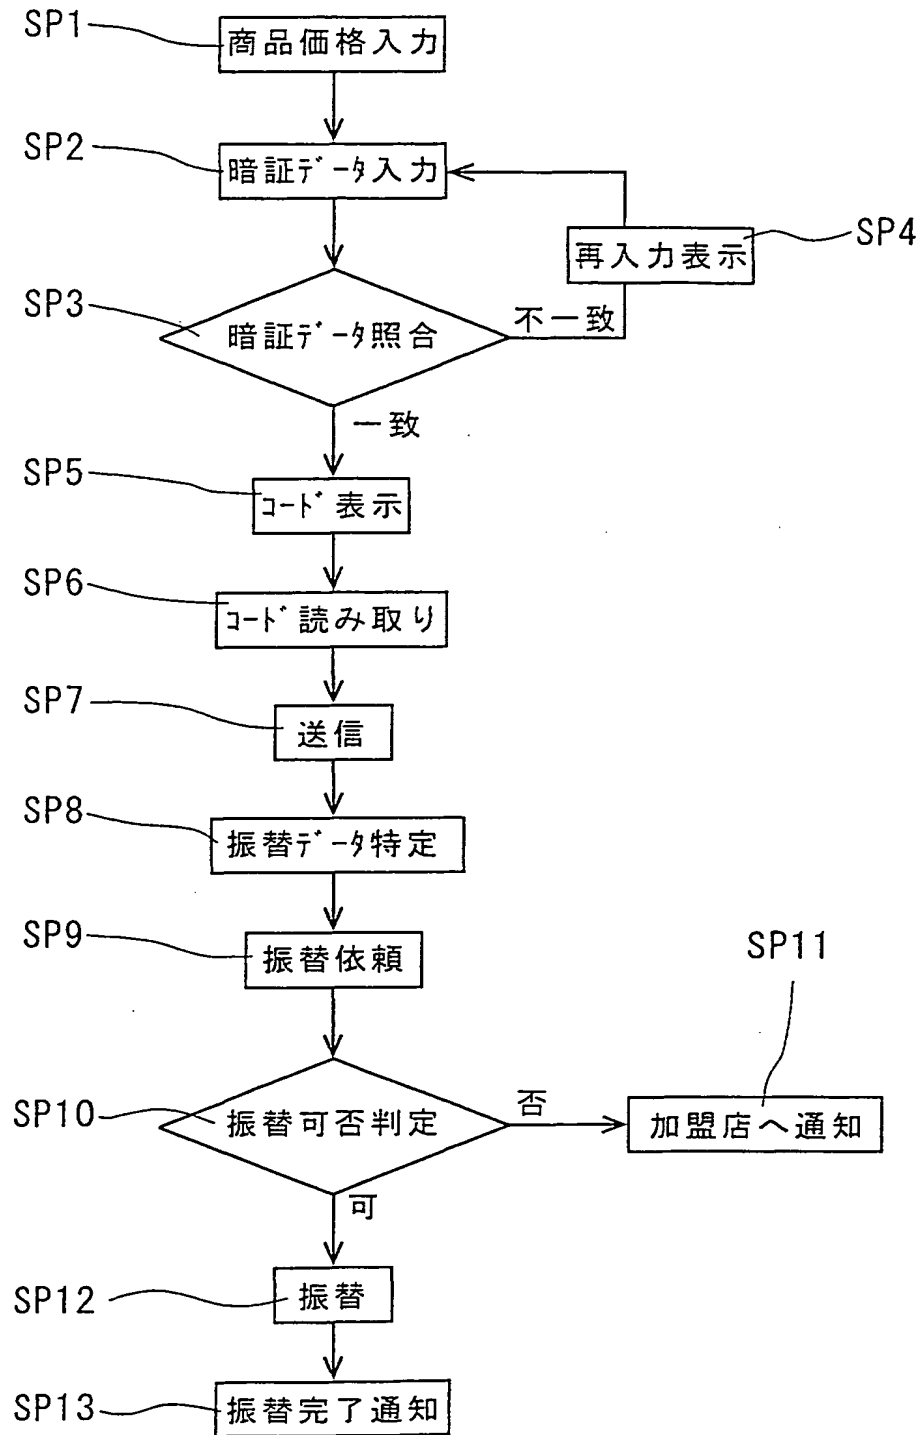 SP1
商品価格入力
SP2
暗証ﾃﾞｰﾀ入力
SP4
再入力表示
SP3
暗証ﾃﾞｰﾀ照合
不一致
一致
SP5
ｺｰﾄﾞ表示
SP6
ｺｰﾄﾞ読み取り
SP7
送信
SP8
振替ﾃﾞｰﾀ特定
SP9
振替依頼
SP11
SP10
振替可否判定
否
加盟店へ通知
可
SP12
振替
SP13
振替完了通知